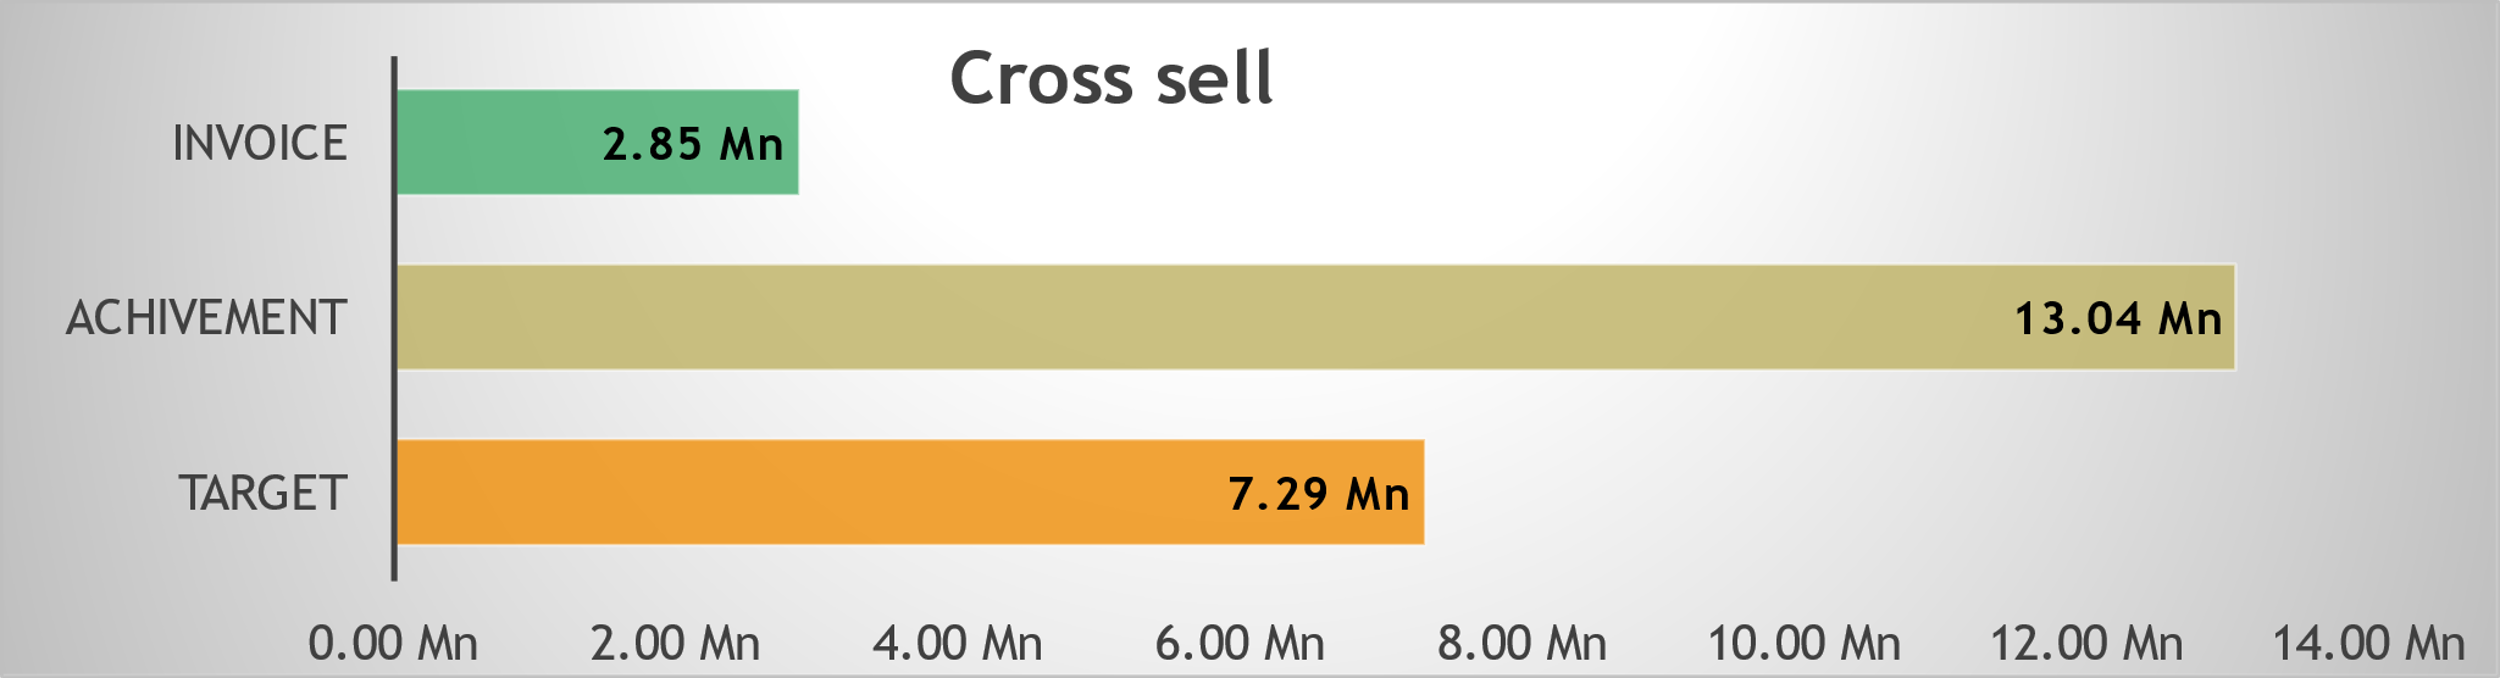 Cross sell
INVOICE 2.85 Mn
ACHIVEMENT 13.04 Mn
TARGET 7.29 Mn
0.00 Mn 2.00 Mn 4.00 Mn 6.00 Mn 8.00 Mn 10.00 Mn 12.00 Mn 14.00 Mn